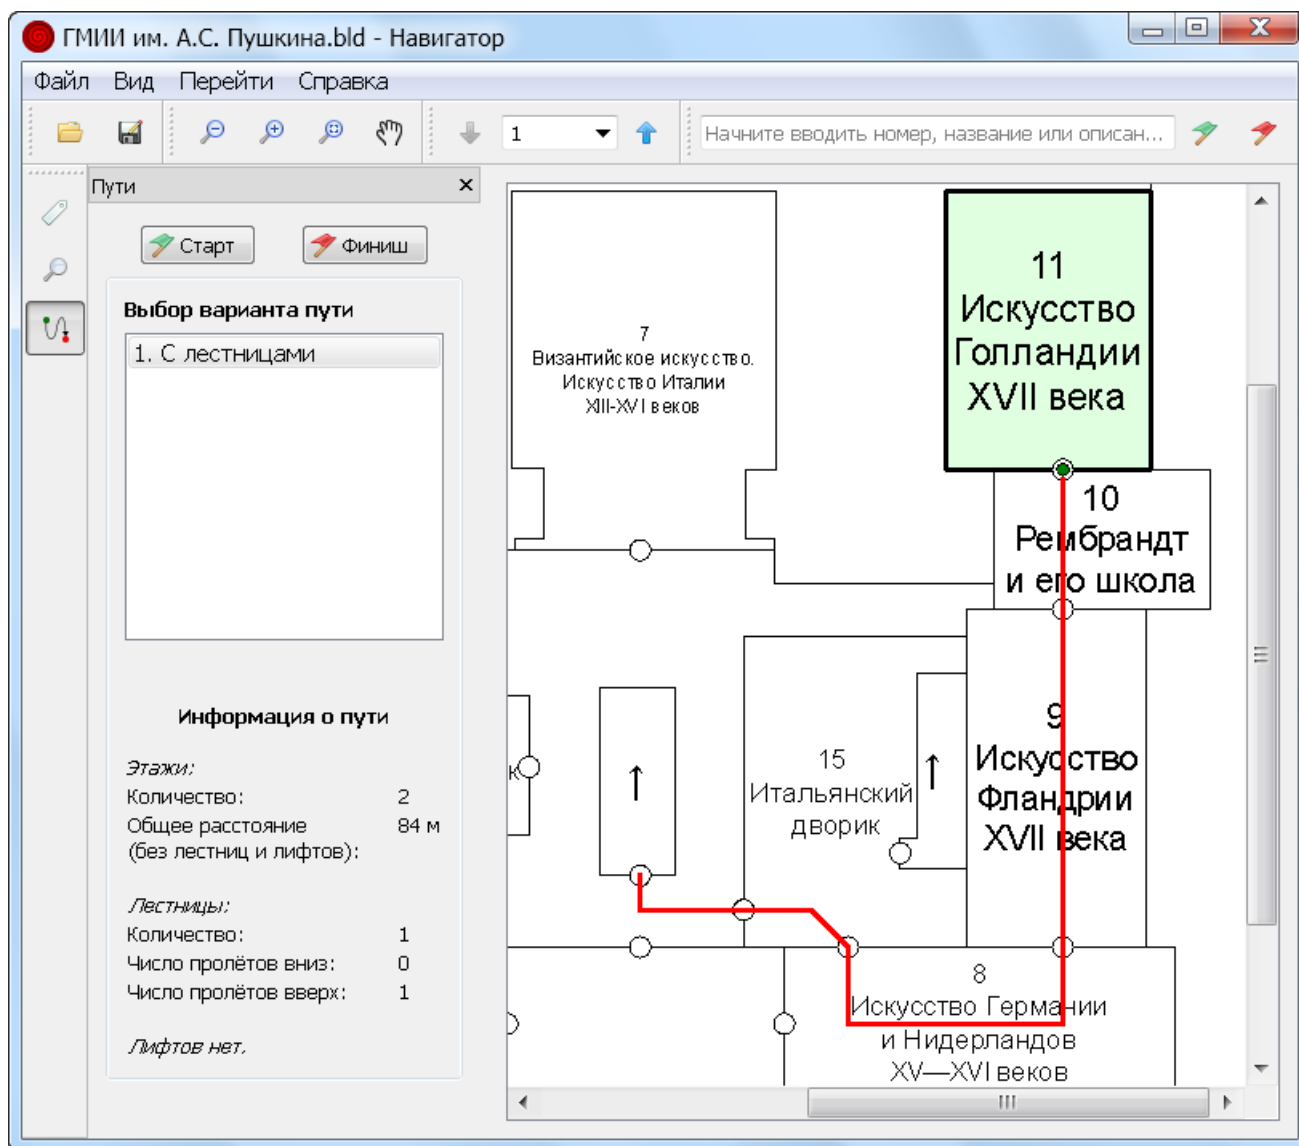 ГМИИ им. А.С. Пушкина.bld - Навигатор
Файл Вид Перейти Справка
1
Начните вводить номер, название или описан...
Пути
Старт
Финиш
Выбор варианта пути
1. С лестницами
Информация о пути
Этажи:
Количество: 2
Общее расстояние 84 м
(без лестниц и лифтов):
Лестницы:
Количество: 1
Число пролётов вниз: 0
Число пролётов вверх: 1
Лифтов нет.
7
Византийское искусство.
Искусство Италии
XIII-XVI веков
11
Искусство
Голландии
XVII века
10
Рембрандт
и его школа
9
Искусство
Фландрии
XVII века
15
Итальянский
дворик
к
8
Искусство Германии
и Нидерландов
XV—XVI веков